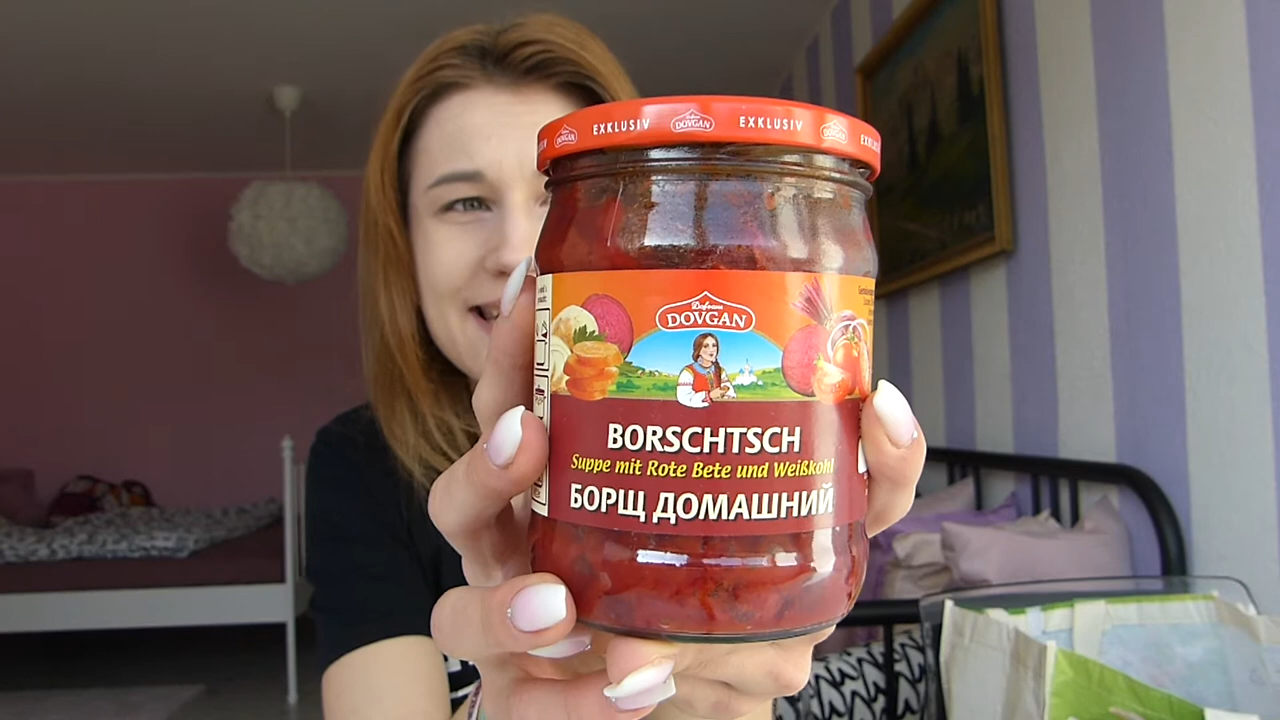 EXKLUSIV DOVGAN EXKLUSIV DOVGAN
DOVGAN
BORSCHTSCH
Suppe mit Rote Bete und Weißkohl
БОРЩ ДОМАШНИЙ